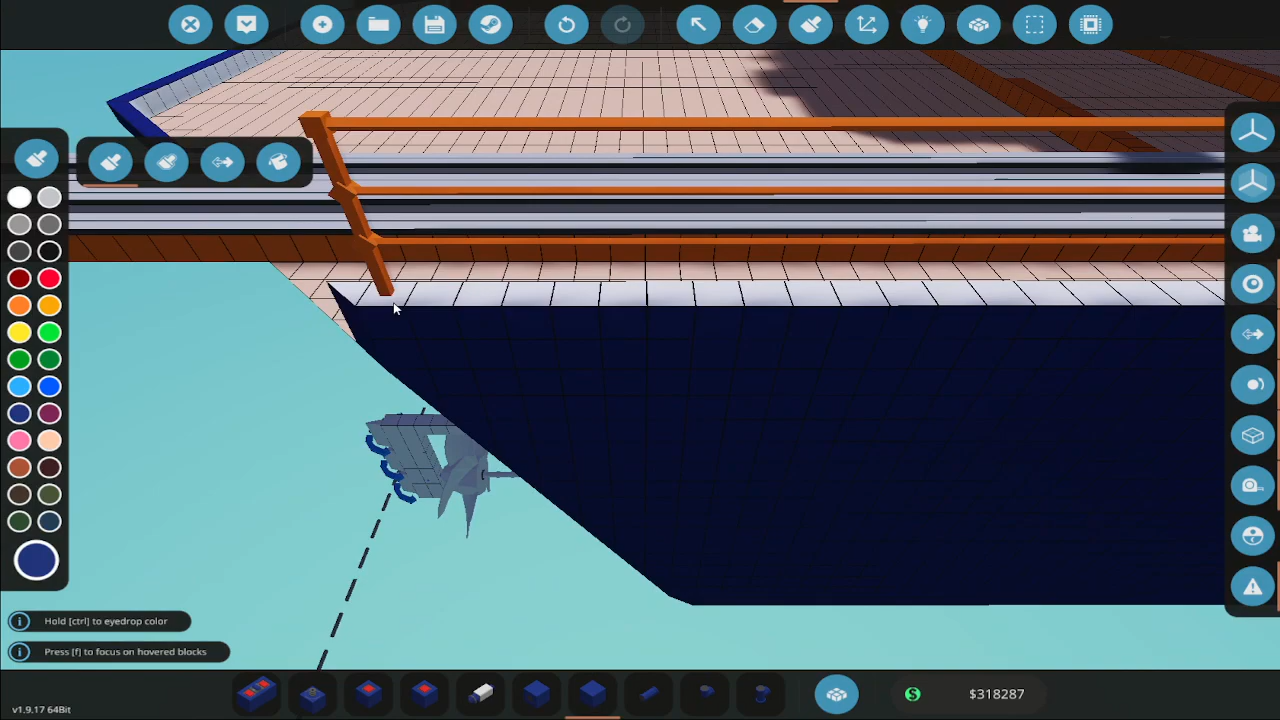 Hold [ctrl] to eyedrop color
Press [f] to focus on hovered blocks
v1.9.17 64Bit
$318287